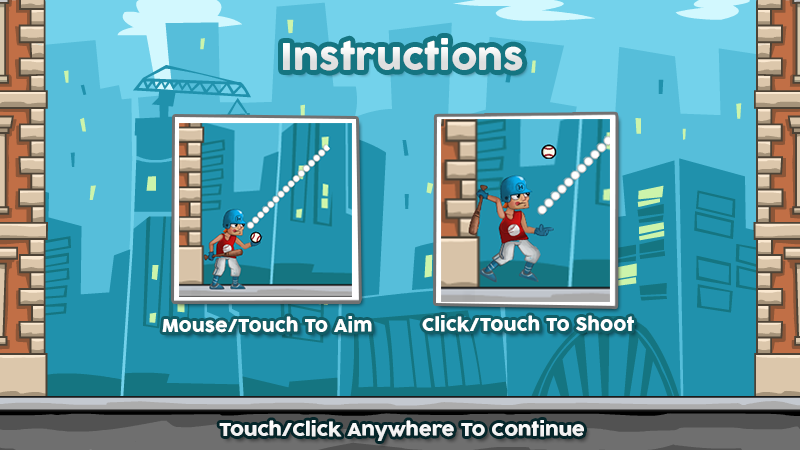 Instructions
Mouse/Touch To Aim
Click/Touch To Shoot
Touch/Click Anywhere To Continue